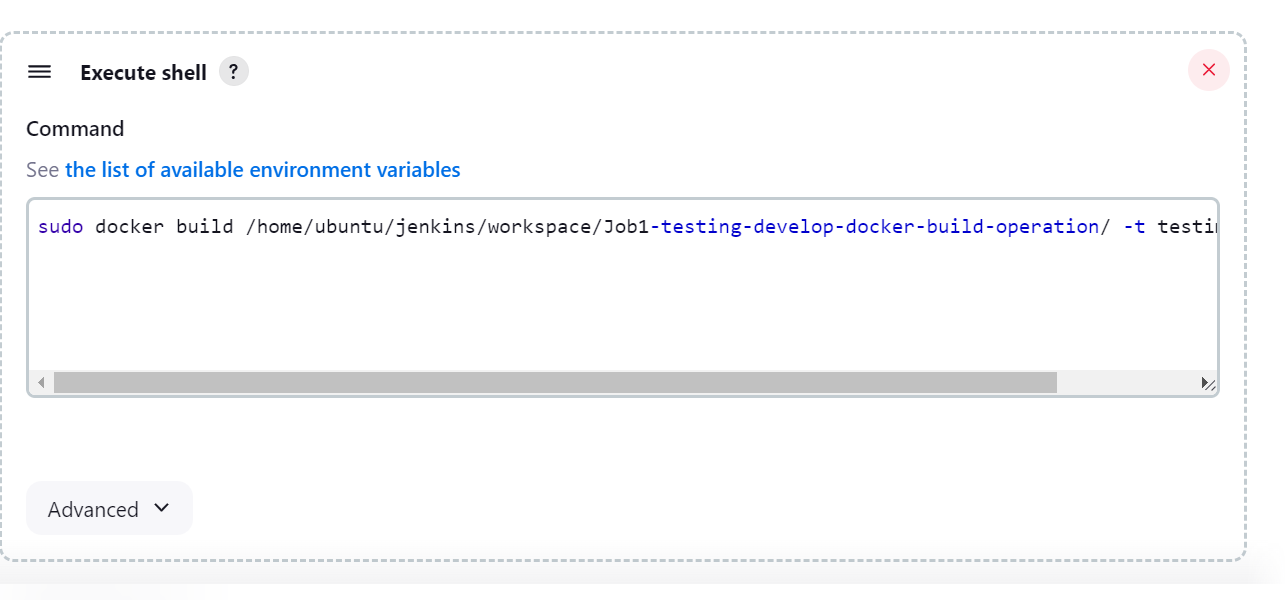 Execute shell ?
Command
See the list of available environment variables
sudo docker build /home/ubuntu/jenkins/workspace/Job1-testing-develop-docker-build-operation/ -t
Advanced